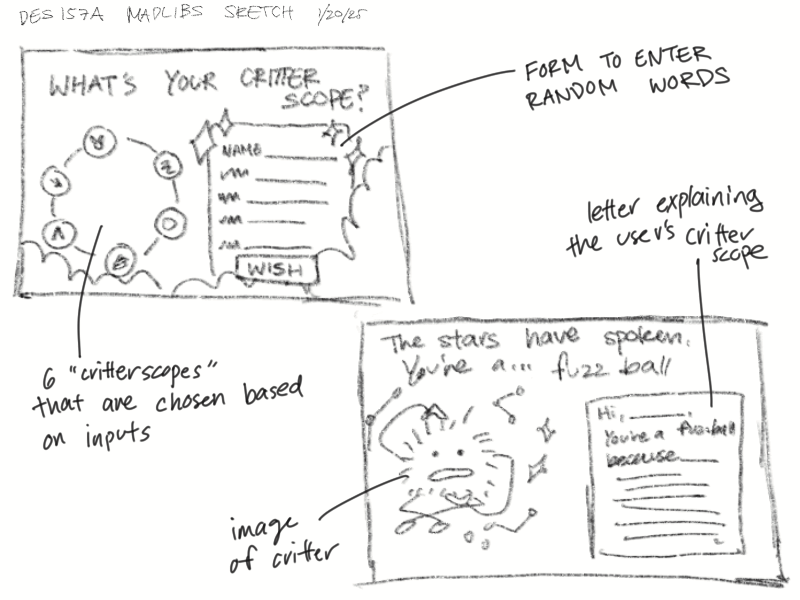 DES 157A MADLIBS SKETCH 1/20/25
WHAT'S YOUR CRITTER
SCOPE?
NAME
WISH
FORM TO ENTER
RANDOM WORDS
6 "critterscopes"
that are chosen based
on inputs
letter explaining
the user's critter
scope
The stars have spoken.
You're a... fuzz ball
Hi, ______,
You're a fuzzball
because
image
of critter